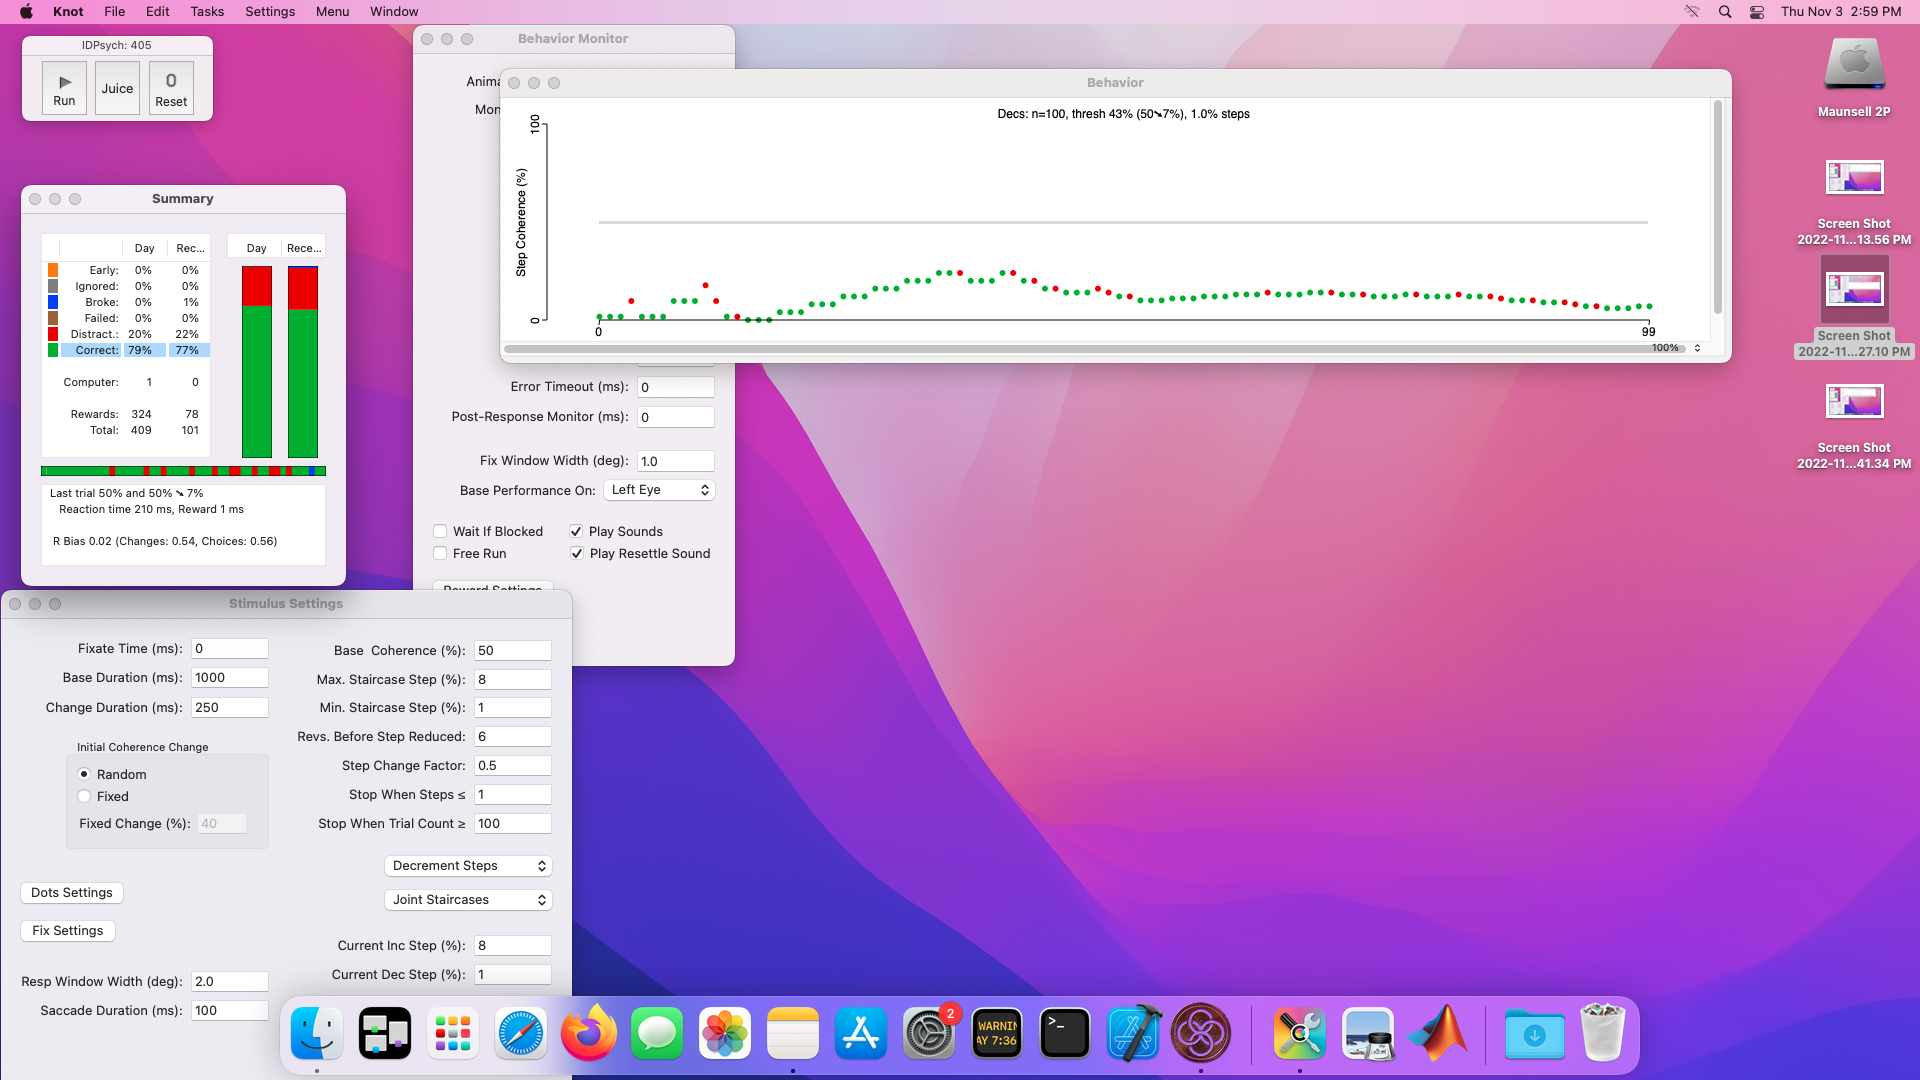 Knot File Edit Tasks Settings Menu Window
Thu Nov 3 2:59 PM
IDPsych: 405
Run
Juice
0
Reset
Summary
Day Rec...
Early: 0% 0%
Ignored: 0% 0%
Broke: 0% 1%
Failed: 0% 0%
Distract.: 20% 22%
Correct: 79% 77%
Computer: 1 0
Rewards: 324 78
Total: 409 101
Day Rece...
Last trial 50% and 50% ➘ 7%
Reaction time 210 ms, Reward 1 ms
R Bias 0.02 (Changes: 0.54, Choices: 0.56)
Behavior Monitor
Anima
Mon
Error Timeout (ms): 0
Post-Response Monitor (ms): 0
Fix Window Width (deg): 1.0
Base Performance On: Left Eye
Wait If Blocked
Play Sounds
Free Run
Play Resettle Sound
Reward Settings
Behavior
Decs: n=100, thresh 43% (50➘7%), 1.0% steps
Step Coherence (%)
100
0
0
99
100%
Stimulus Settings
Fixate Time (ms): 0
Base Duration (ms): 1000
Change Duration (ms): 250
Initial Coherence Change
Random
Fixed
Fixed Change (%): 40
Dots Settings
Fix Settings
Resp Window Width (deg): 2.0
Saccade Duration (ms): 100
Base Coherence (%): 50
Max. Staircase Step (%): 8
Min. Staircase Step (%): 1
Revs. Before Step Reduced: 6
Step Change Factor: 0.5
Stop When Steps ≤ 1
Stop When Trial Count ≥ 100
Decrement Steps
Joint Staircases
Current Inc Step (%): 8
Current Dec Step (%): 1
Maunsell 2P
Screen Shot
2022-11...13.56 PM
Screen Shot
2022-11...27.10 PM
Screen Shot
2022-11...41.34 PM
2
WARNIN
AY 7:36
>_